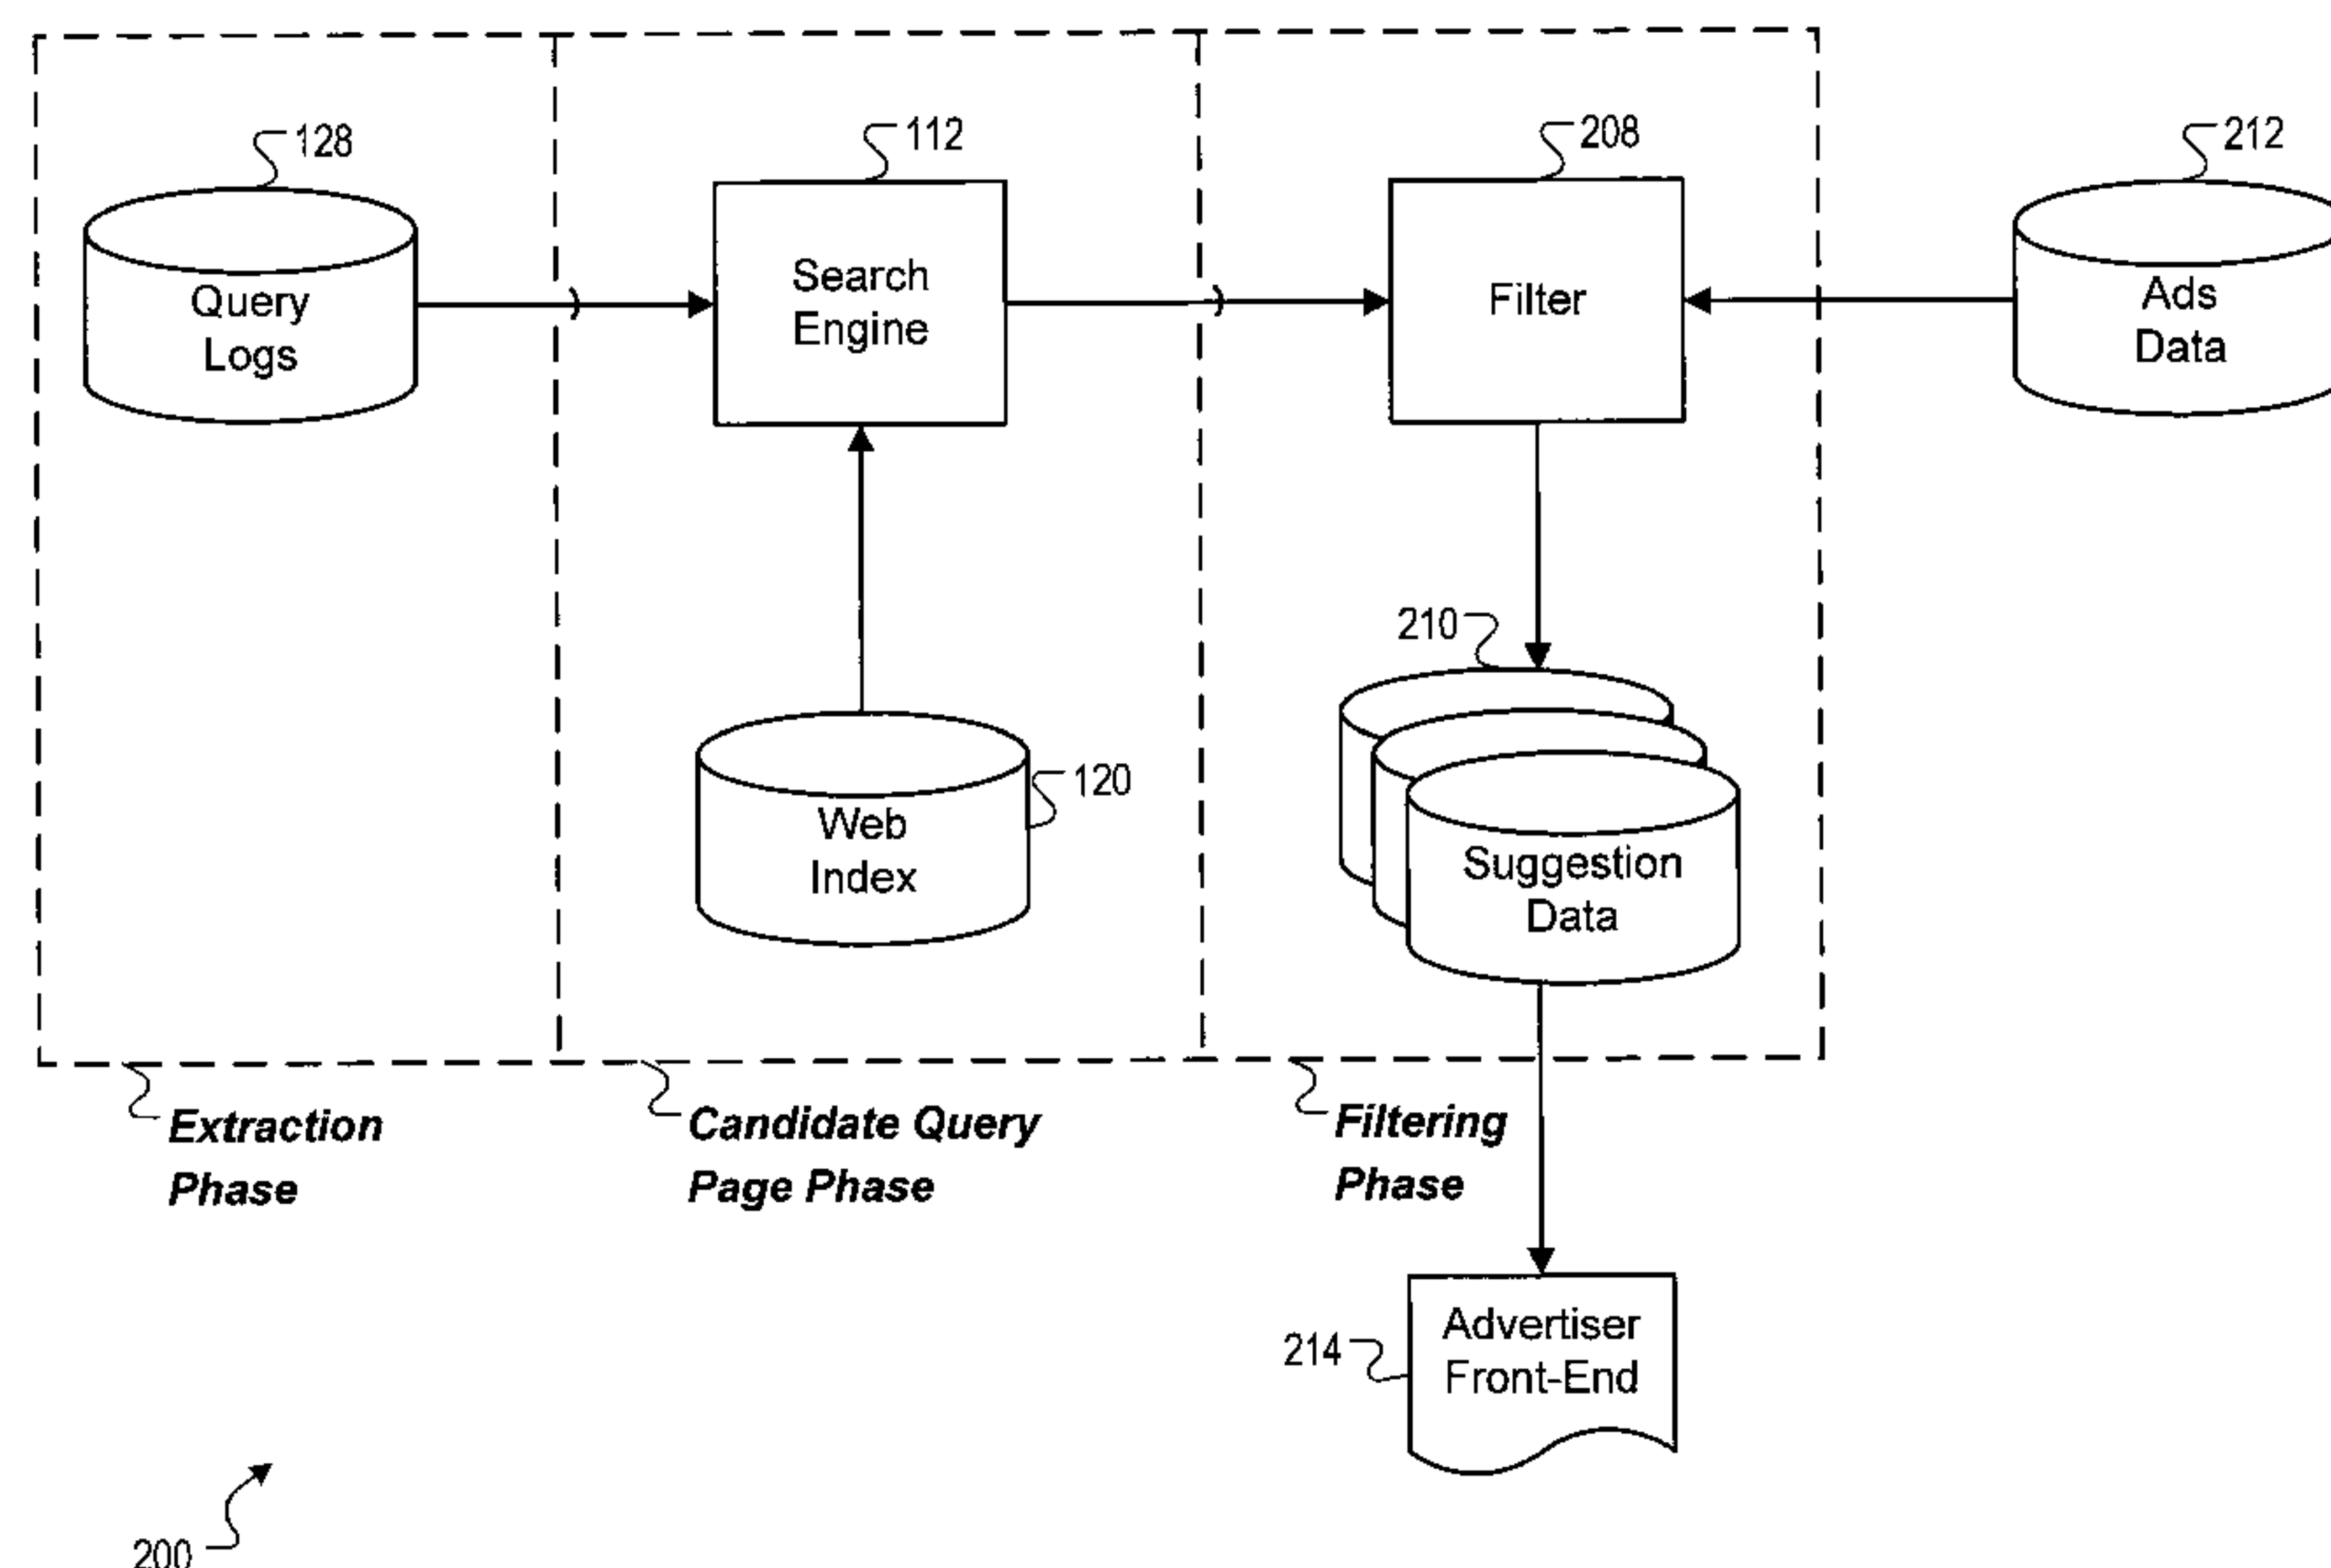 128
112
208
212
Query
Logs
Search
Engine
Filter
Ads
Data
210
120
Web
Index
Suggestion
Data
Extraction
Phase
Candidate Query
Page Phase
Filtering
Phase
214
Advertiser
Front-End
200